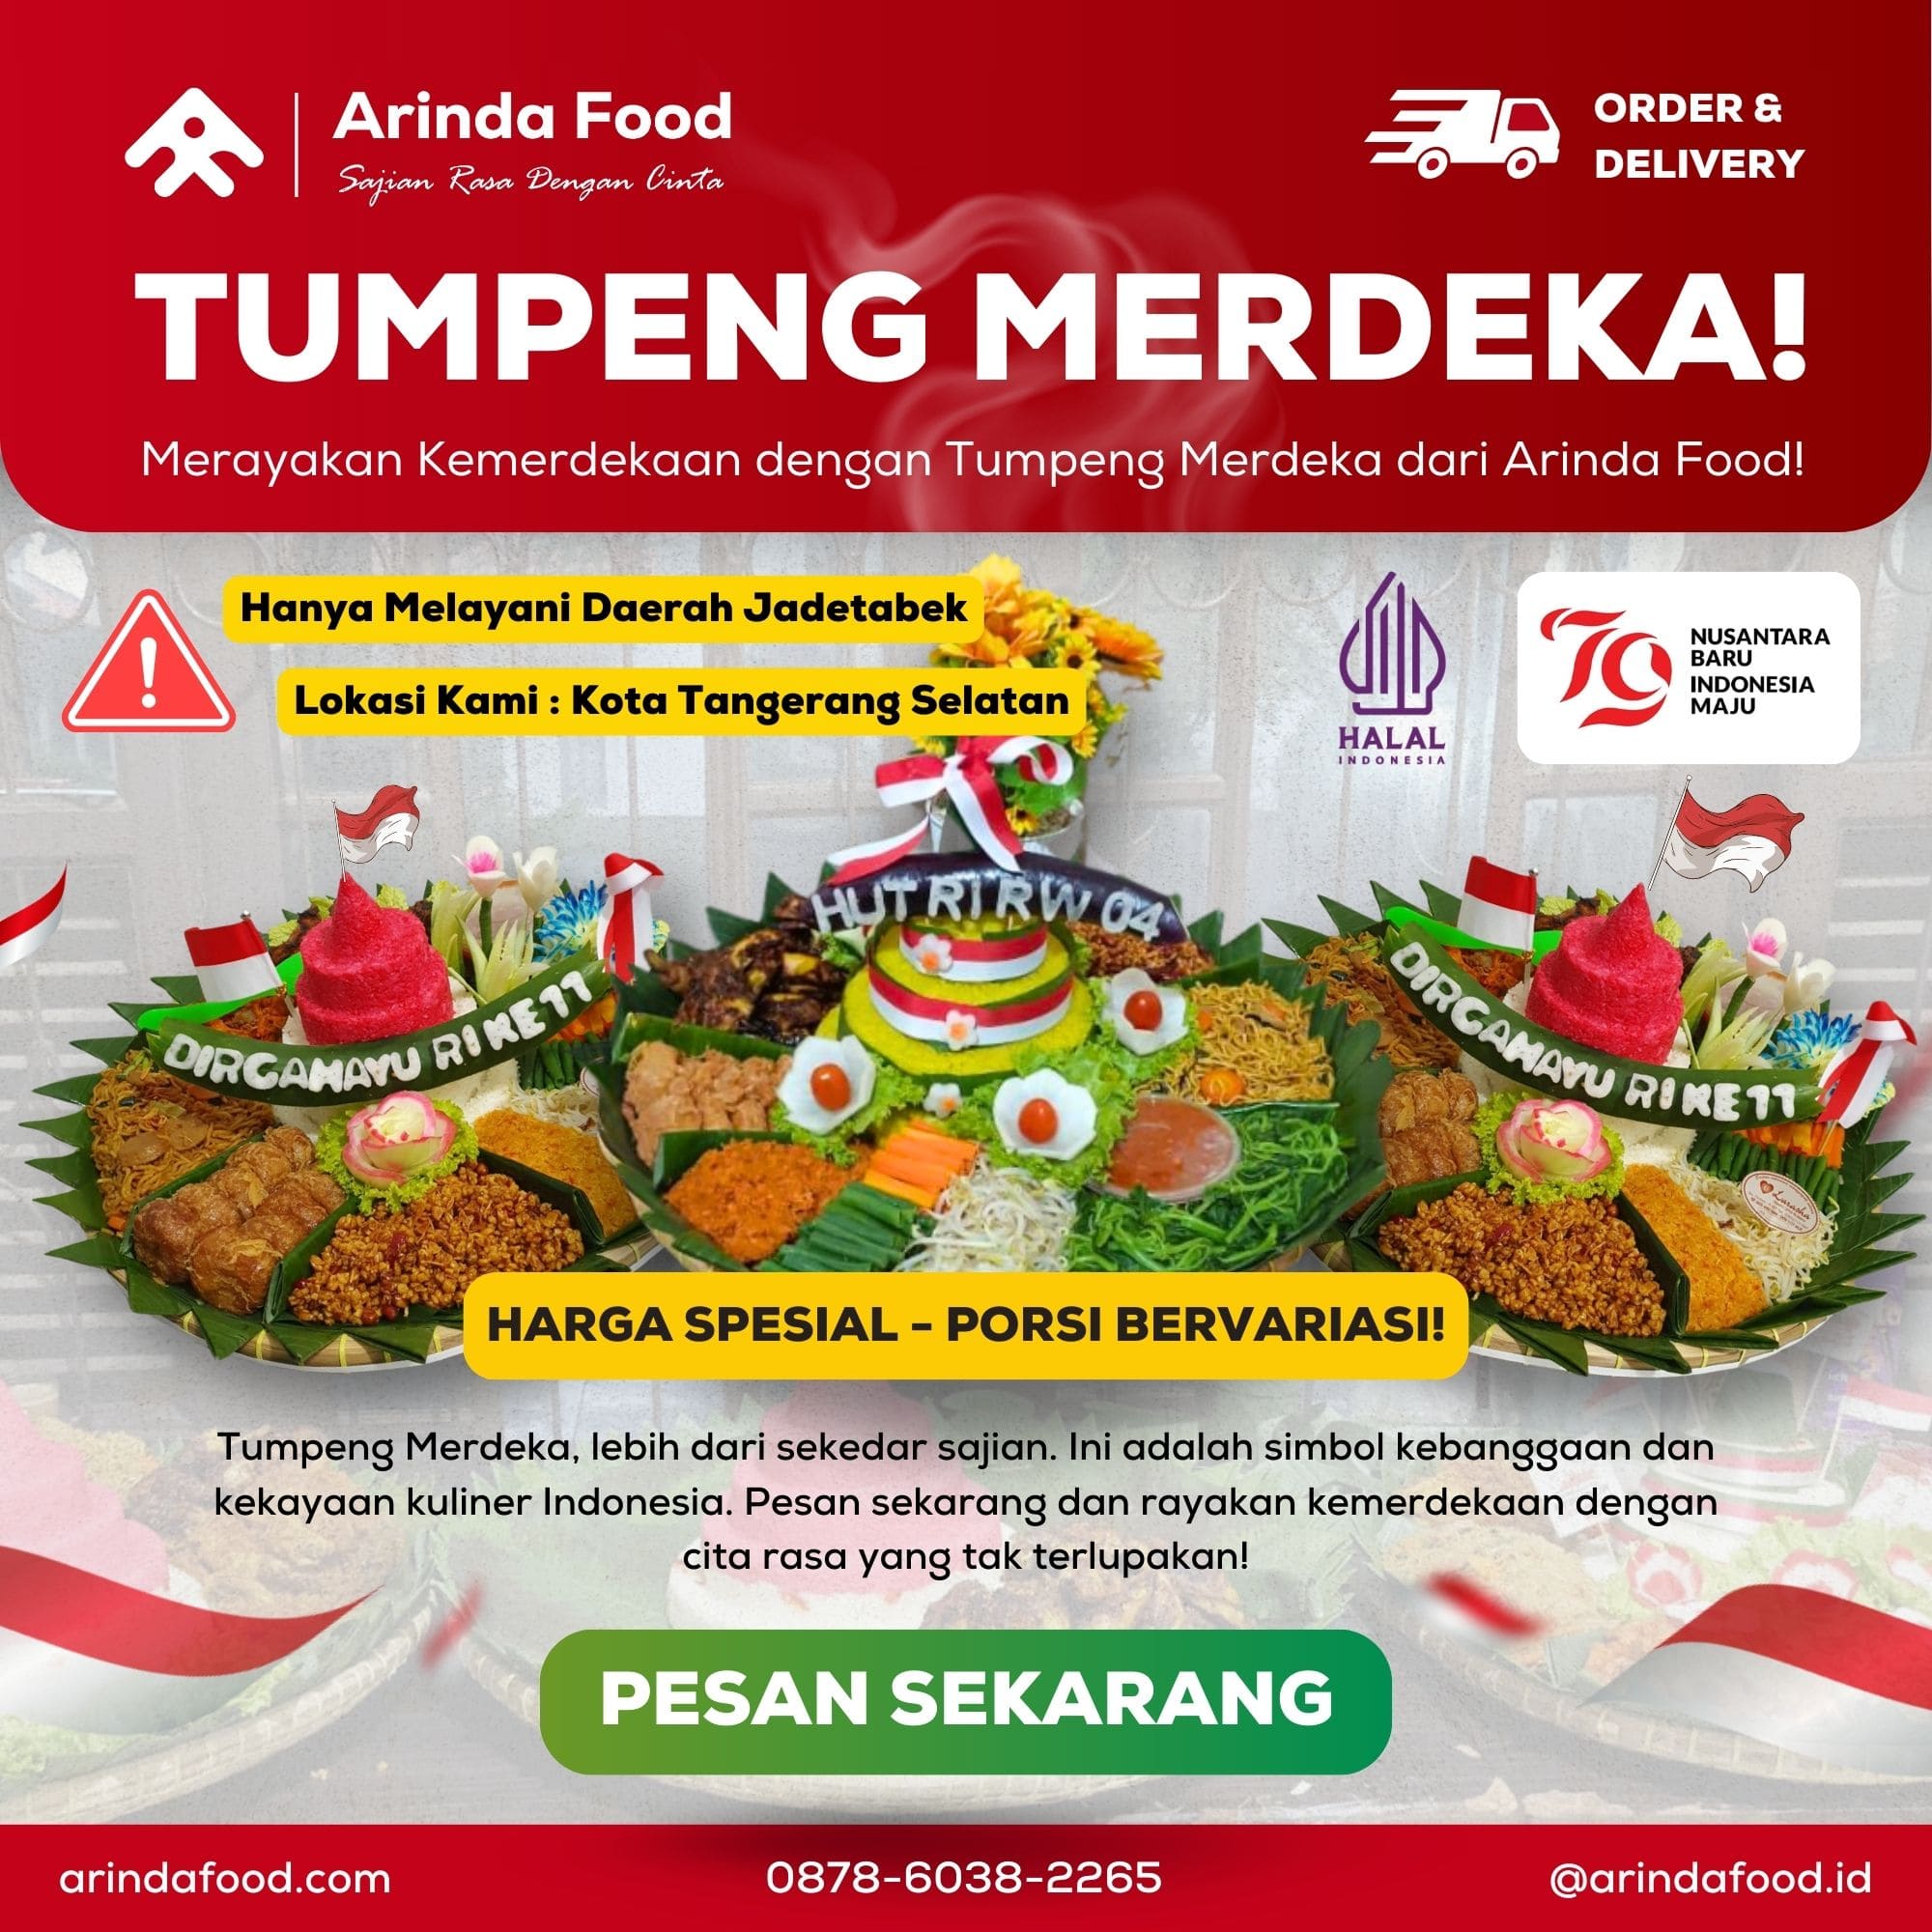 Arinda Food
Sajian Rasa Dengan Cinta
ORDER &
DELIVERY
TUMPENG MERDEKA!
Merayakan Kemerdekaan dengan Tumpeng Merdeka dari Arinda Food!
Hanya Melayani Daerah Jadetabek
Lokasi Kami : Kota Tangerang Selatan
HALAL
INDONESIA
79
NUSANTARA
BARU
INDONESIA
MAJU
HUT RI RW 04
DIRGAHAYU RI KE 77
DIRGAHAYU RI KE 77
Laraska
HARGA SPESIAL - PORSI BERVARIASI!
Tumpeng Merdeka, lebih dari sekedar sajian. Ini adalah simbol kebanggaan dan
kekayaan kuliner Indonesia. Pesan sekarang dan rayakan kemerdekaan dengan
cita rasa yang tak terlupakan!
PESAN SEKARANG
arindafood.com
0878-6038-2265
@arindafood.id